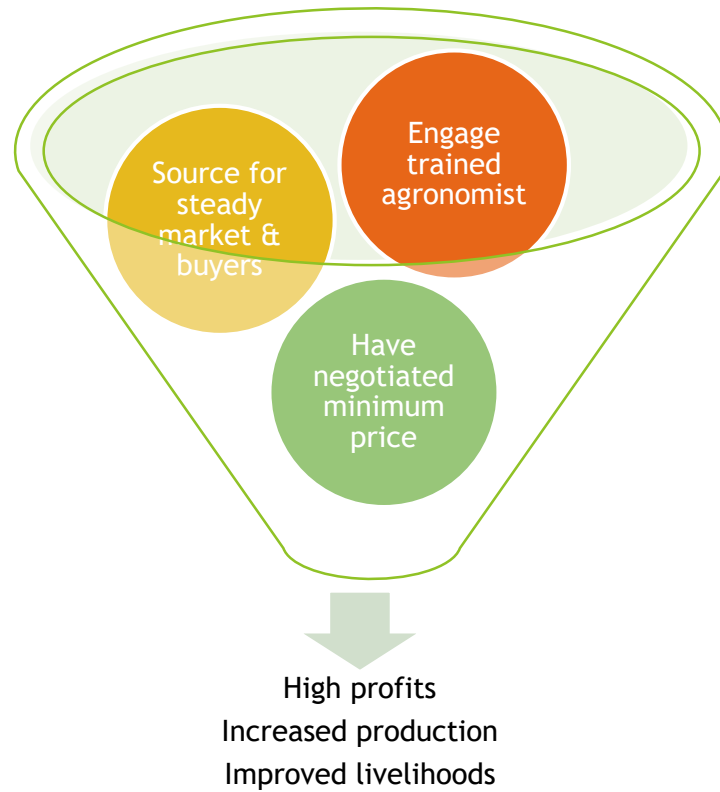 Source for
steady
market &
buyers
Engage
trained
agronomist
Have
negotiated
minimum
price
High profits
Increased production
Improved livelihoods